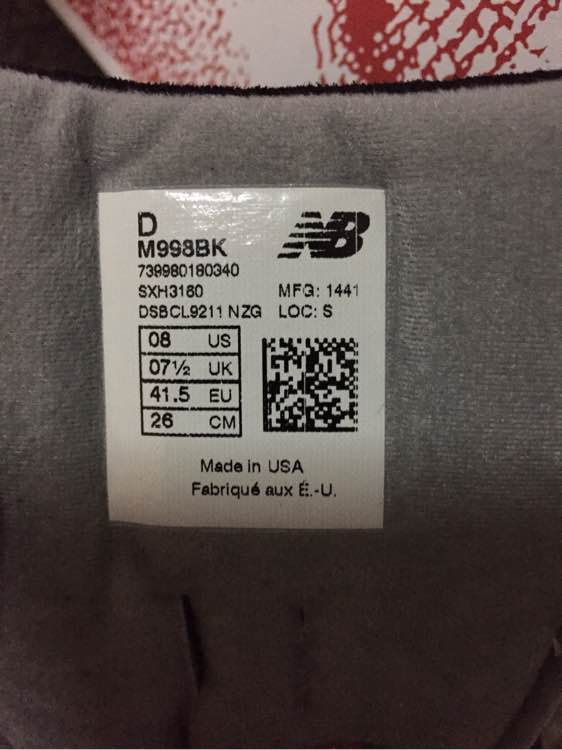 D
M998BK
NB
739980180340
SXH3160 MFG: 1441
DSBCL9211 NZG LOC: S
08 US
07½ UK
41.5 EU
26 CM
Made in USA
Fabriqué aux É.-U.